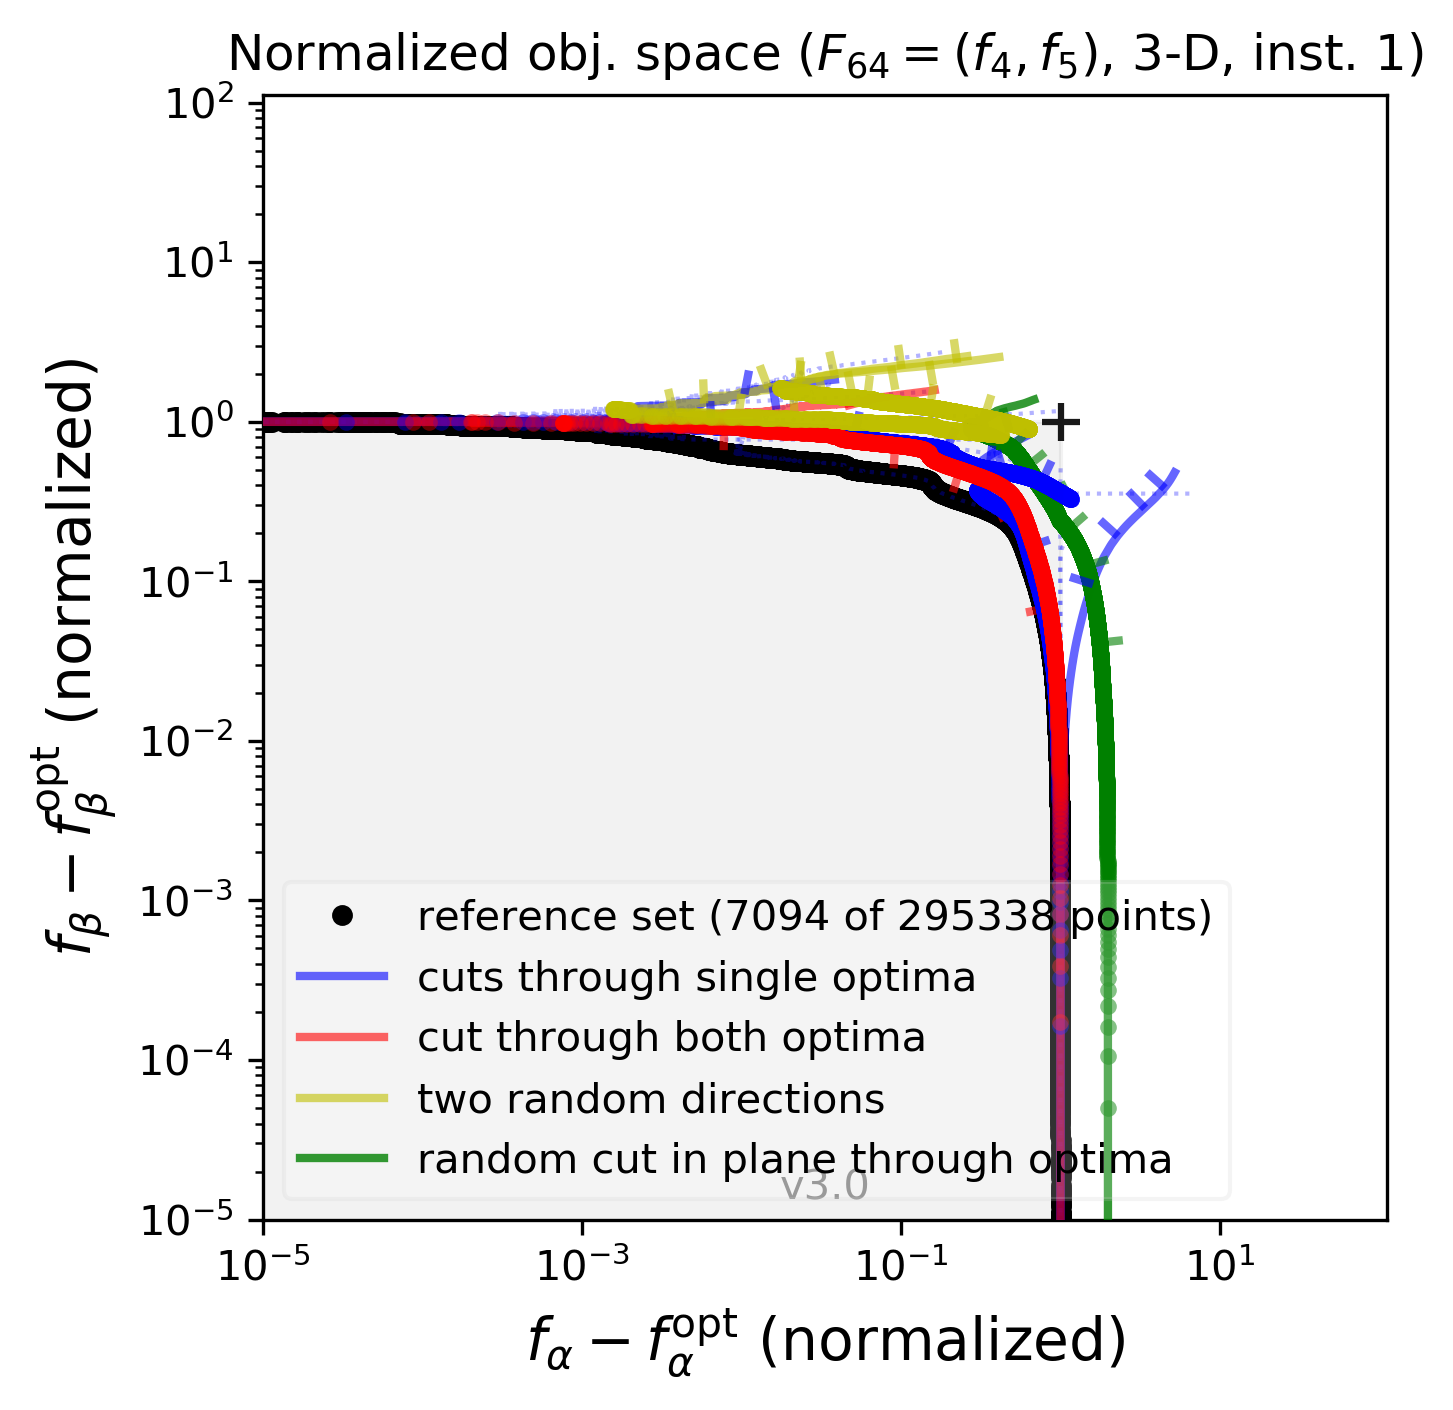 Normalized obj. space (F₆₄ = (f₄, f₅), 3-D, inst. 1)
10²
10¹
10⁰
10⁻¹
10⁻²
10⁻³
10⁻⁴
10⁻⁵
f_β − f_β^opt (normalized)
reference set (7094 of 295338 points)
cuts through single optima
cut through both optima
two random directions
random cut in plane through optima
v3.0
10⁻⁵ 10⁻³ 10⁻¹ 10¹
f_α − f_α^opt (normalized)